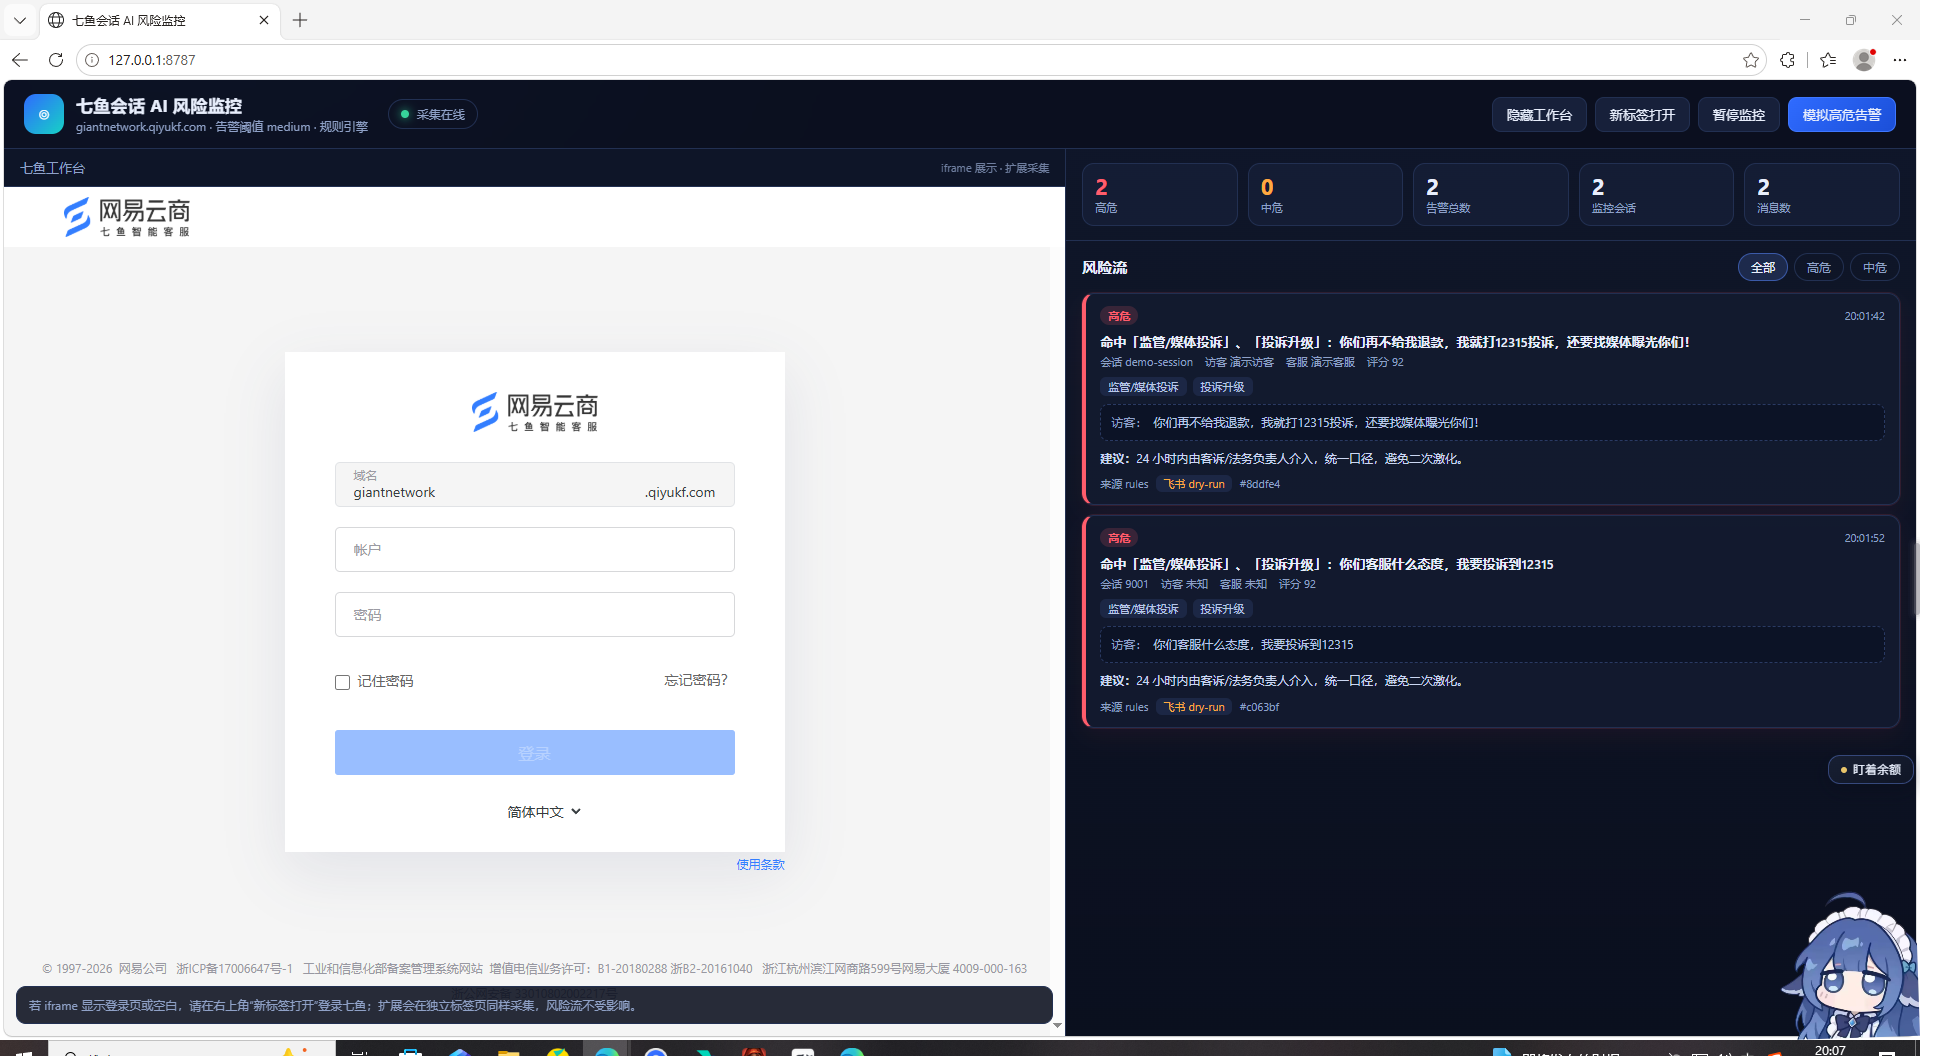 七鱼会话 AI 风险监控
127.0.0.1:8787
七鱼会话 AI 风险监控
giantnetwork.qiyukf.com · 告警阈值 medium · 规则引擎
采集在线
隐藏工作台
新标签打开
暂停监控
模拟高危告警
七鱼工作台
iframe 展示 · 扩展采集
网易云商
七鱼智能客服
网易云商
七鱼智能客服
域名
giantnetwork
.qiyukf.com
帐户
密码
记住密码
忘记密码?
登录
简体中文
使用条款
© 1997-2026 网易公司 浙ICP备17006647号-1 工业和信息化部备案管理系统网站 增值电信业务许可：B1-20180288 浙B2-20161040 浙江杭州滨江网商路599号网易大厦 4009-000-163
若 iframe 显示登录页或空白，请在右上角"新标签打开"登录七鱼；扩展会在独立标签页同样采集，风险流不受影响。
2
高危
0
中危
2
告警总数
2
监控会话
2
消息数
风险流
全部
高危
中危
高危
20:01:42
命中「监管/媒体投诉」、「投诉升级」：你们再不给我退款，我就打12315投诉，还要找媒体曝光你们！
会话 demo-session 访客 演示访客 客服 演示客服 评分 92
监管/媒体投诉
投诉升级
访客： 你们再不给我退款，我就打12315投诉，还要找媒体曝光你们！
建议：24 小时内由客诉/法务负责人介入，统一口径，避免二次激化。
来源 rules 飞书 dry-run #8ddfe4
高危
20:01:52
命中「监管/媒体投诉」、「投诉升级」：你们客服什么态度，我要投诉到12315
会话 9001 访客 未知 客服 未知 评分 92
监管/媒体投诉
投诉升级
访客： 你们客服什么态度，我要投诉到12315
建议：24 小时内由客诉/法务负责人介入，统一口径，避免二次激化。
来源 rules 飞书 dry-run #c063bf
盯着余额
20:07